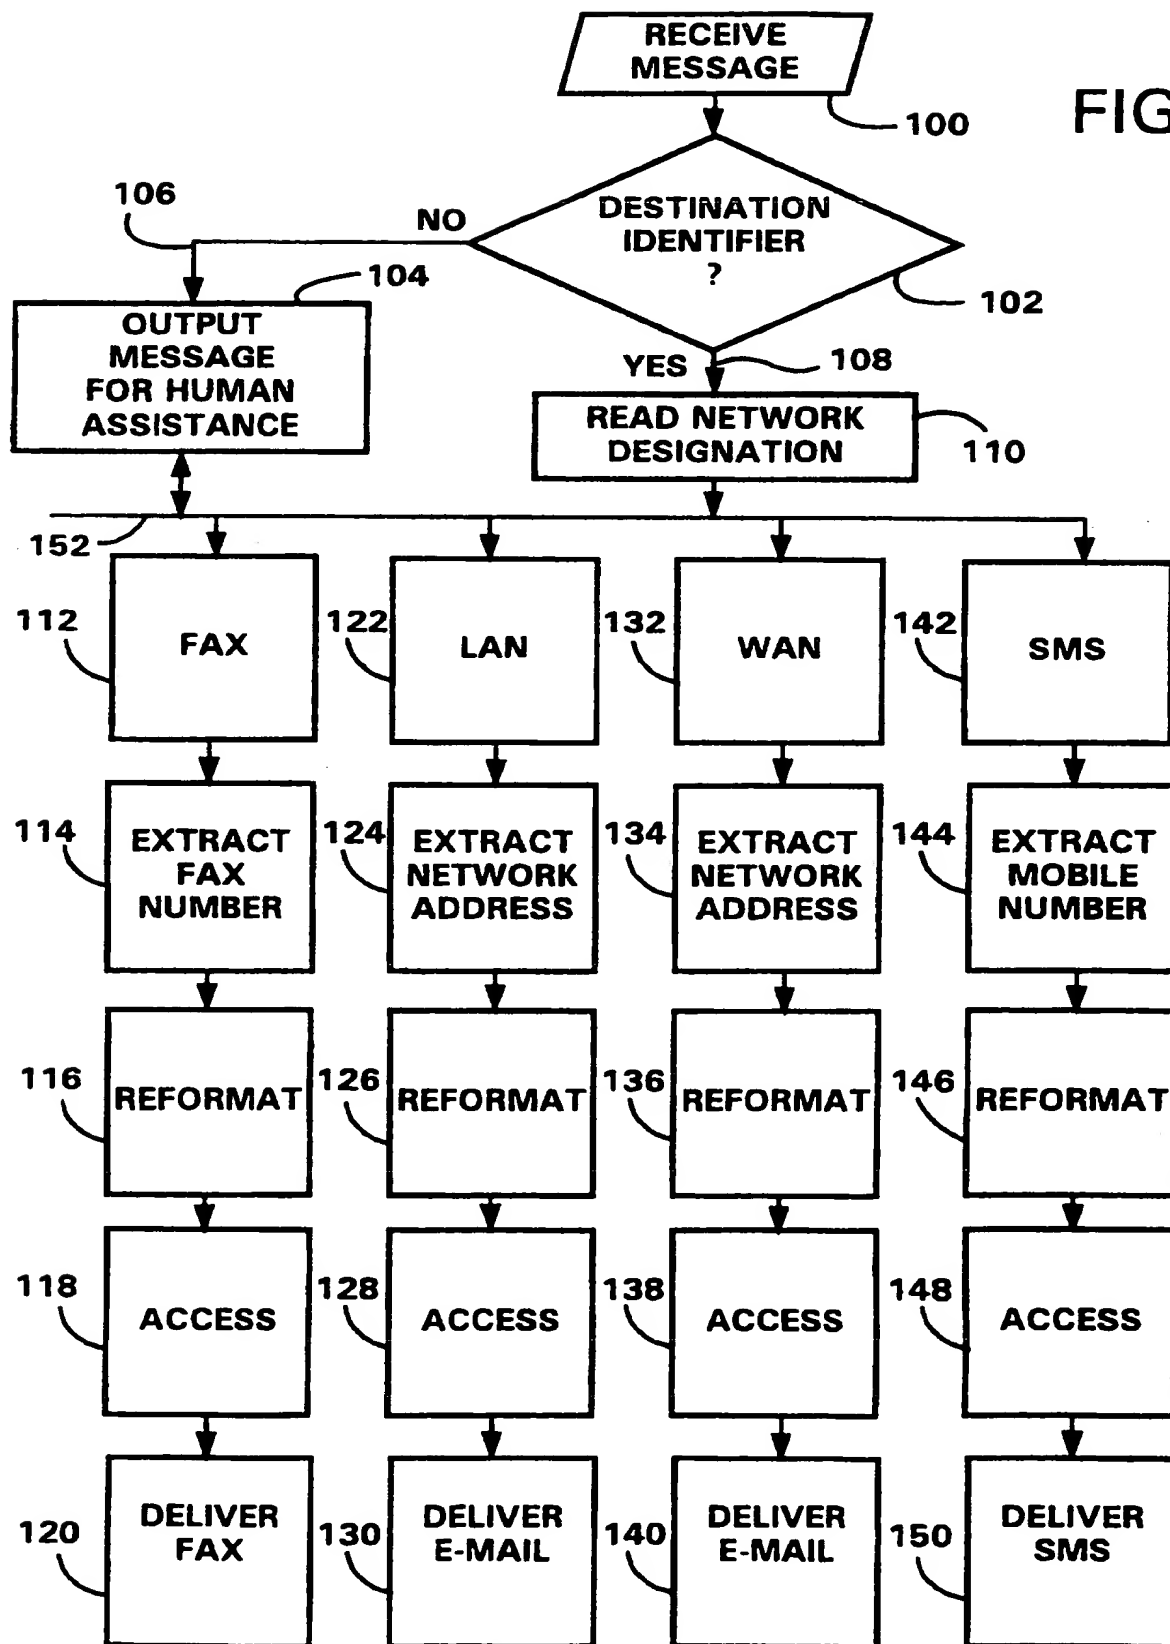 RECEIVE
MESSAGE
100
FIG
DESTINATION
IDENTIFIER
?
102
NO
106
104
OUTPUT
MESSAGE
FOR HUMAN
ASSISTANCE
YES
108
READ NETWORK
DESIGNATION
110
152
112
FAX
122
LAN
132
WAN
142
SMS
114
EXTRACT
FAX
NUMBER
124
EXTRACT
NETWORK
ADDRESS
134
EXTRACT
NETWORK
ADDRESS
144
EXTRACT
MOBILE
NUMBER
116
REFORMAT
126
REFORMAT
136
REFORMAT
146
REFORMAT
118
ACCESS
128
ACCESS
138
ACCESS
148
ACCESS
120
DELIVER
FAX
130
DELIVER
E-MAIL
140
DELIVER
E-MAIL
150
DELIVER
SMS